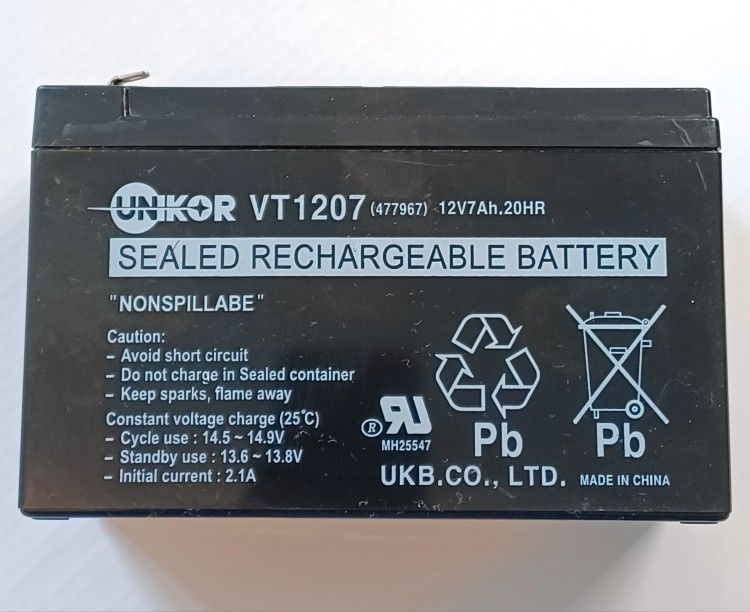 UNIKOR VT1207 (477967) 12V7Ah.20HR
SEALED RECHARGEABLE BATTERY
"NONSPILLABE"
Caution:
– Avoid short circuit
– Do not charge in Sealed container
– Keep sparks, flame away
Constant voltage charge (25℃)
– Cycle use : 14.5 ~ 14.9V
– Standby use : 13.6 ~ 13.8V
– Initial current : 2.1A
® RU
MH25547
Pb
Pb
UKB.CO., LTD. MADE IN CHINA